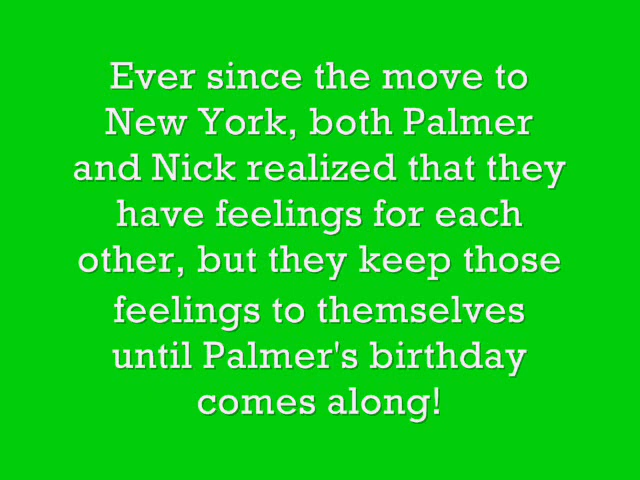 Ever since the move to
New York, both Palmer
and Nick realized that they
have feelings for each
other, but they keep those
feelings to themselves
until Palmer's birthday
comes along!